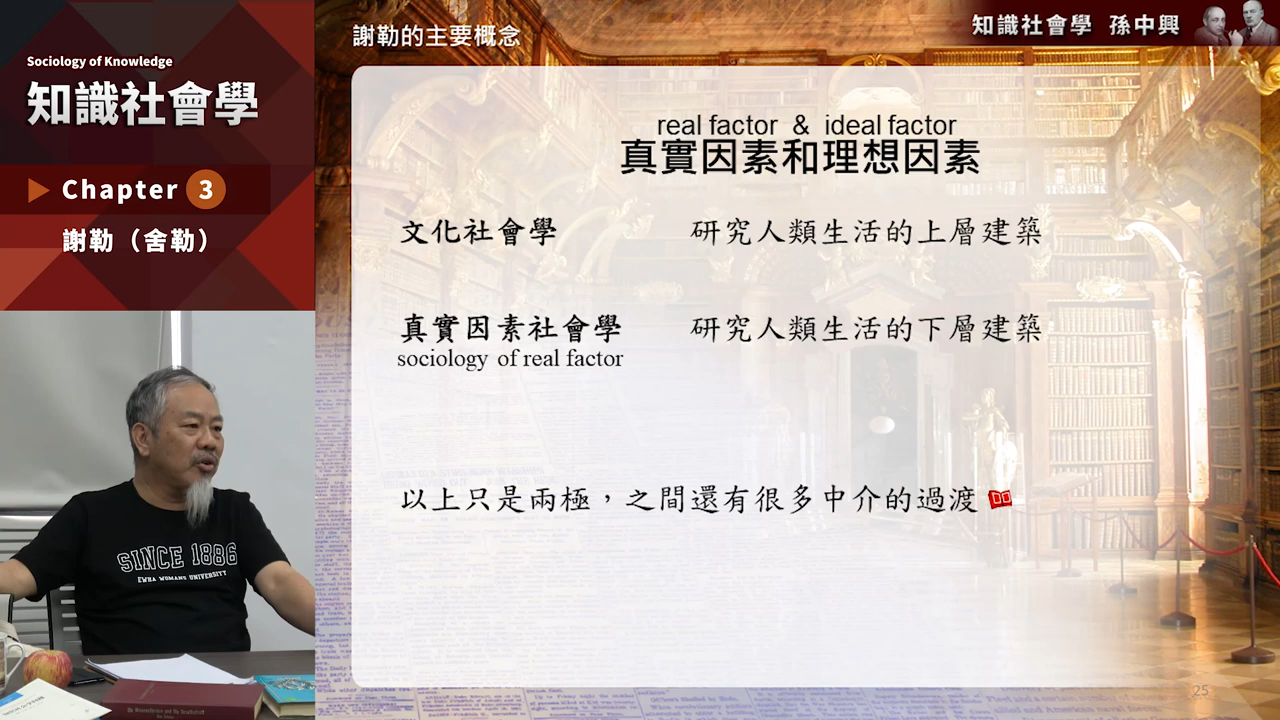 Sociology of Knowledge
知識社會學
Chapter 3
謝勒（舍勒）
謝勒的主要概念
知識社會學 孫中興
real factor & ideal factor
真實因素和理想因素
文化社會學 研究人類生活的上層建築
真實因素社會學 研究人類生活的下層建築
sociology of real factor
以上只是兩極，之間還有很多中介的過渡
SINCE 1886
EWHA WOMANS UNIVERSITY
25